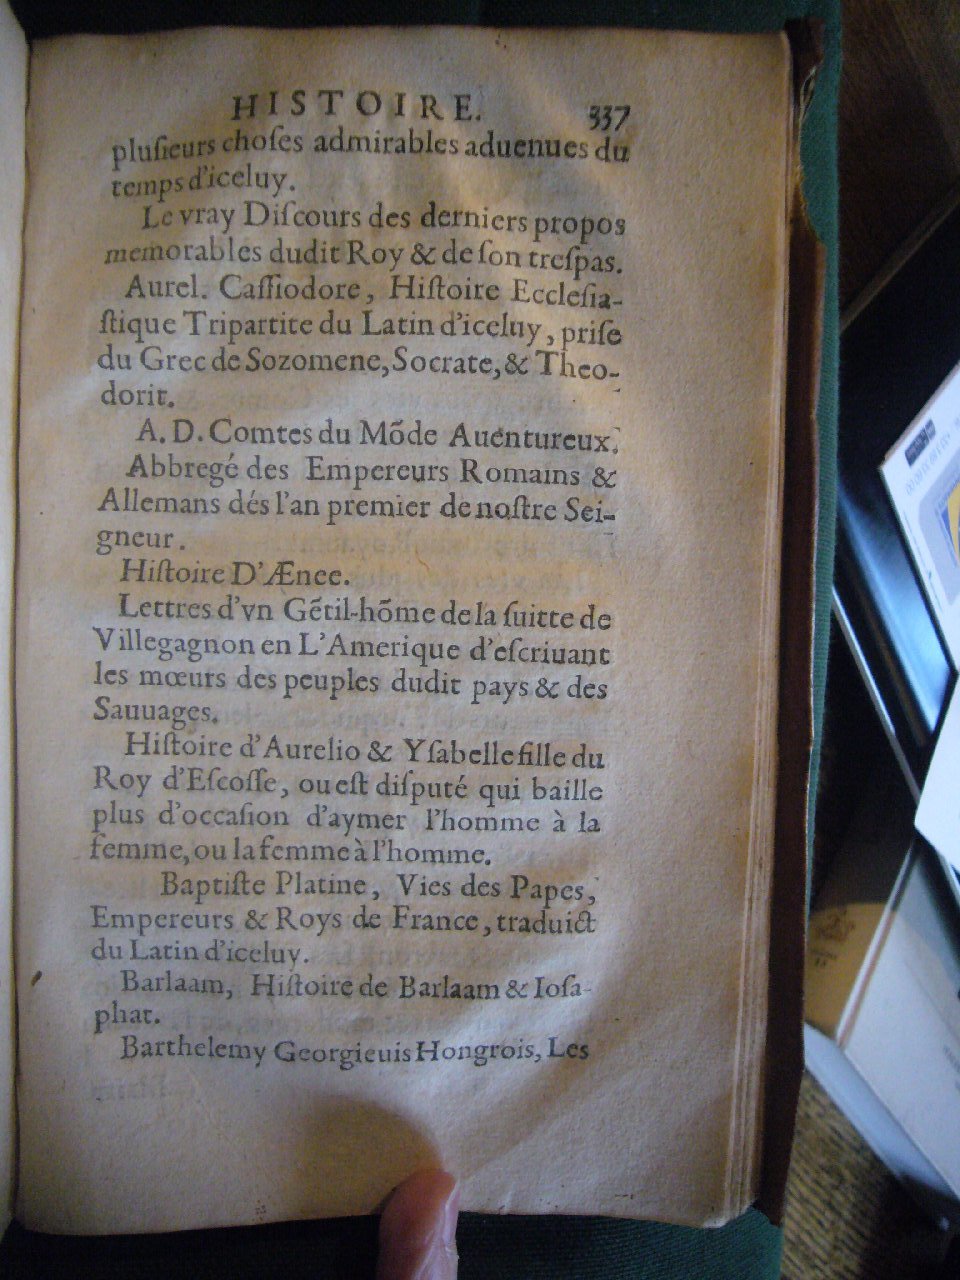 HISTOIRE. 337
pluſieurs choſes admirables aduenues du
temps d'iceluy.
Le vray Diſcours des derniers propos
memorables dudit Roy & de ſon treſpas.
Aurel. Caſſiodore, Hiſtoire Eccleſia-
ſtique Tripartite du Latin d'iceluy, priſe
du Grec de Sozomene, Socrate, & Theo-
dorit.
A. D. Comtes du Mõde Auentureux.
Abbregé des Empereurs Romains &
Allemans dés l'an premier de noſtre Sei-
gneur.
Hiſtoire D'Ænee.
Lettres d'vn Gẽtil-hõme de la ſuitte de
Villegagnon en L'Amerique d'eſcriuant
les mœurs des peuples dudit pays & des
Sauuages.
Hiſtoire d'Aurelio & Yſabelle fille du
Roy d'Eſcoſſe, ou eſt diſputé qui baille
plus d'occaſion d'aymer l'homme à la
femme, ou la femme à l'homme.
Baptiſte Platine, Vies des Papes,
Empereurs & Roys de France, traduict
du Latin d'iceluy.
Barlaam, Hiſtoire de Barlaam & Ioſa-
phat.
Barthelemy Georgieuis Hongrois, Les